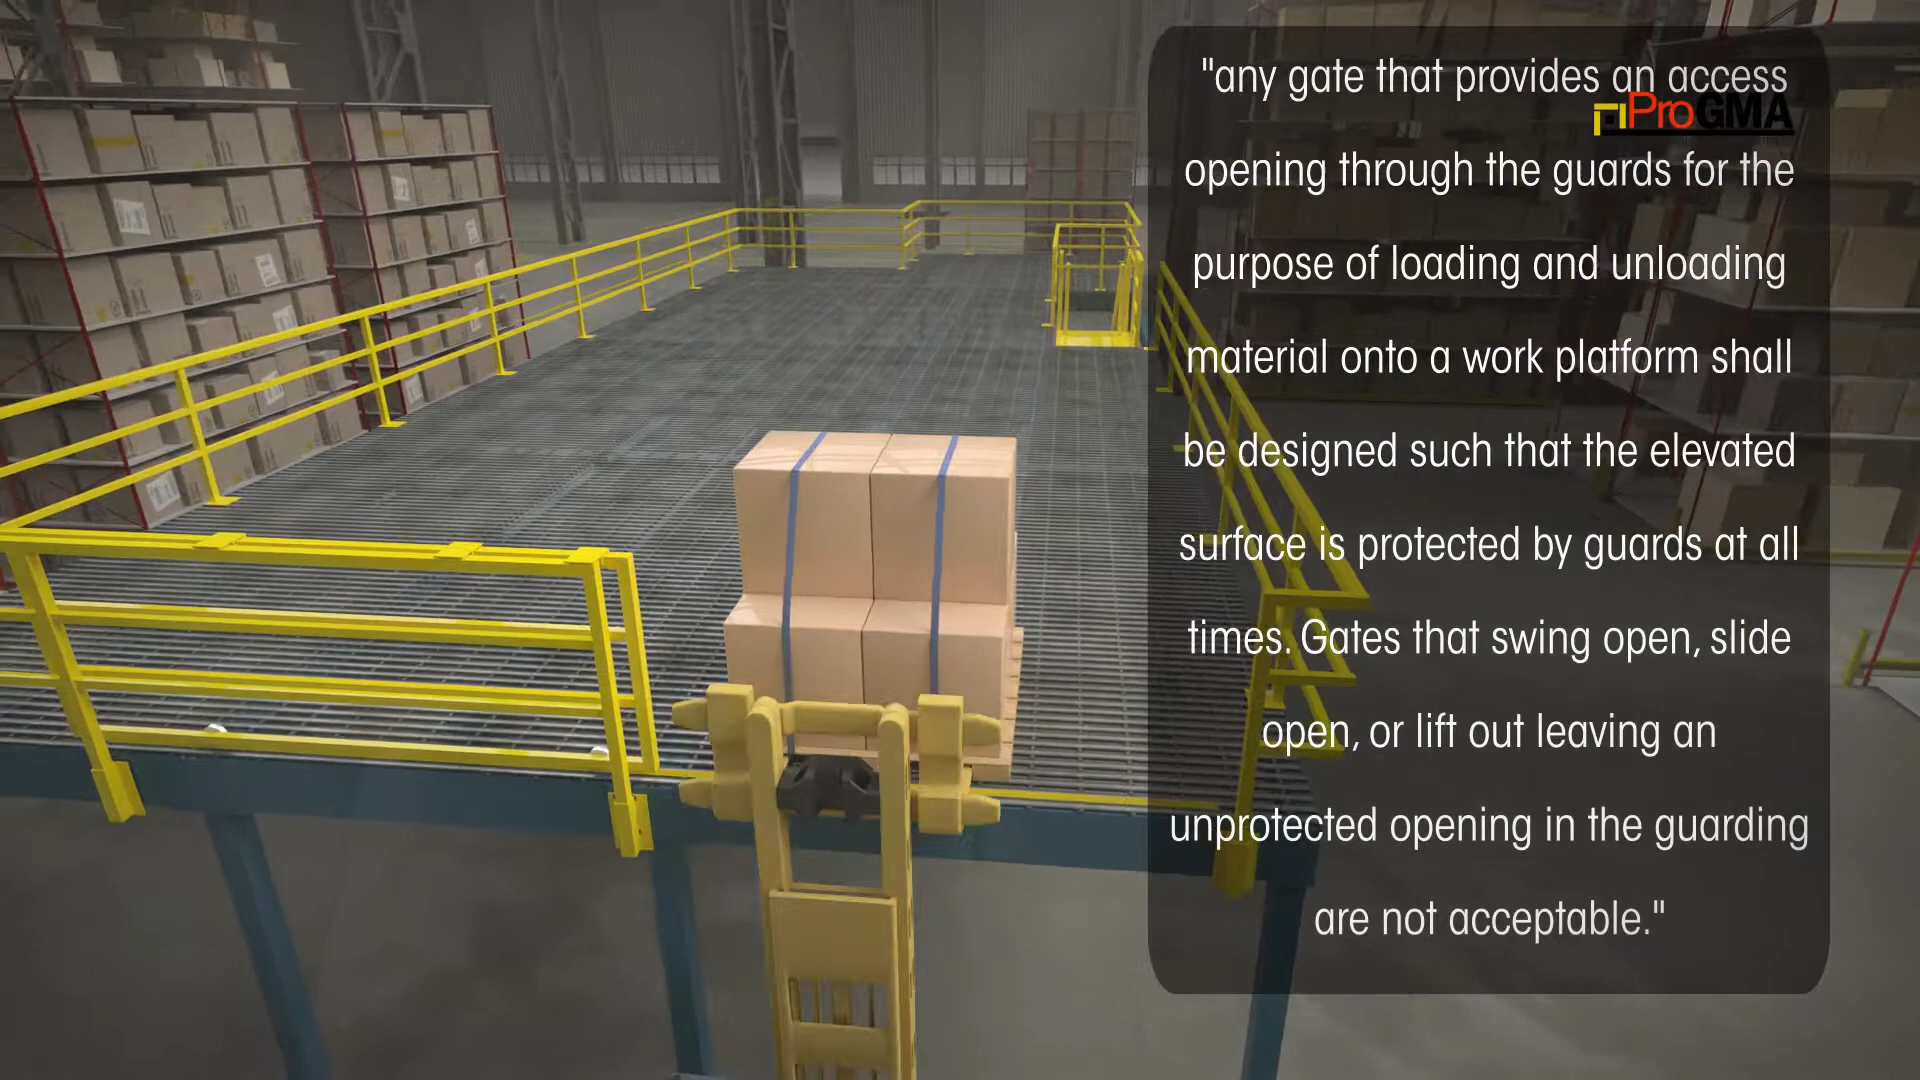 "any gate that provides an access
ProGMA
opening through the guards for the
purpose of loading and unloading
material onto a work platform shall
be designed such that the elevated
surface is protected by guards at all
times. Gates that swing open, slide
open, or lift out leaving an
unprotected opening in the guarding
are not acceptable."